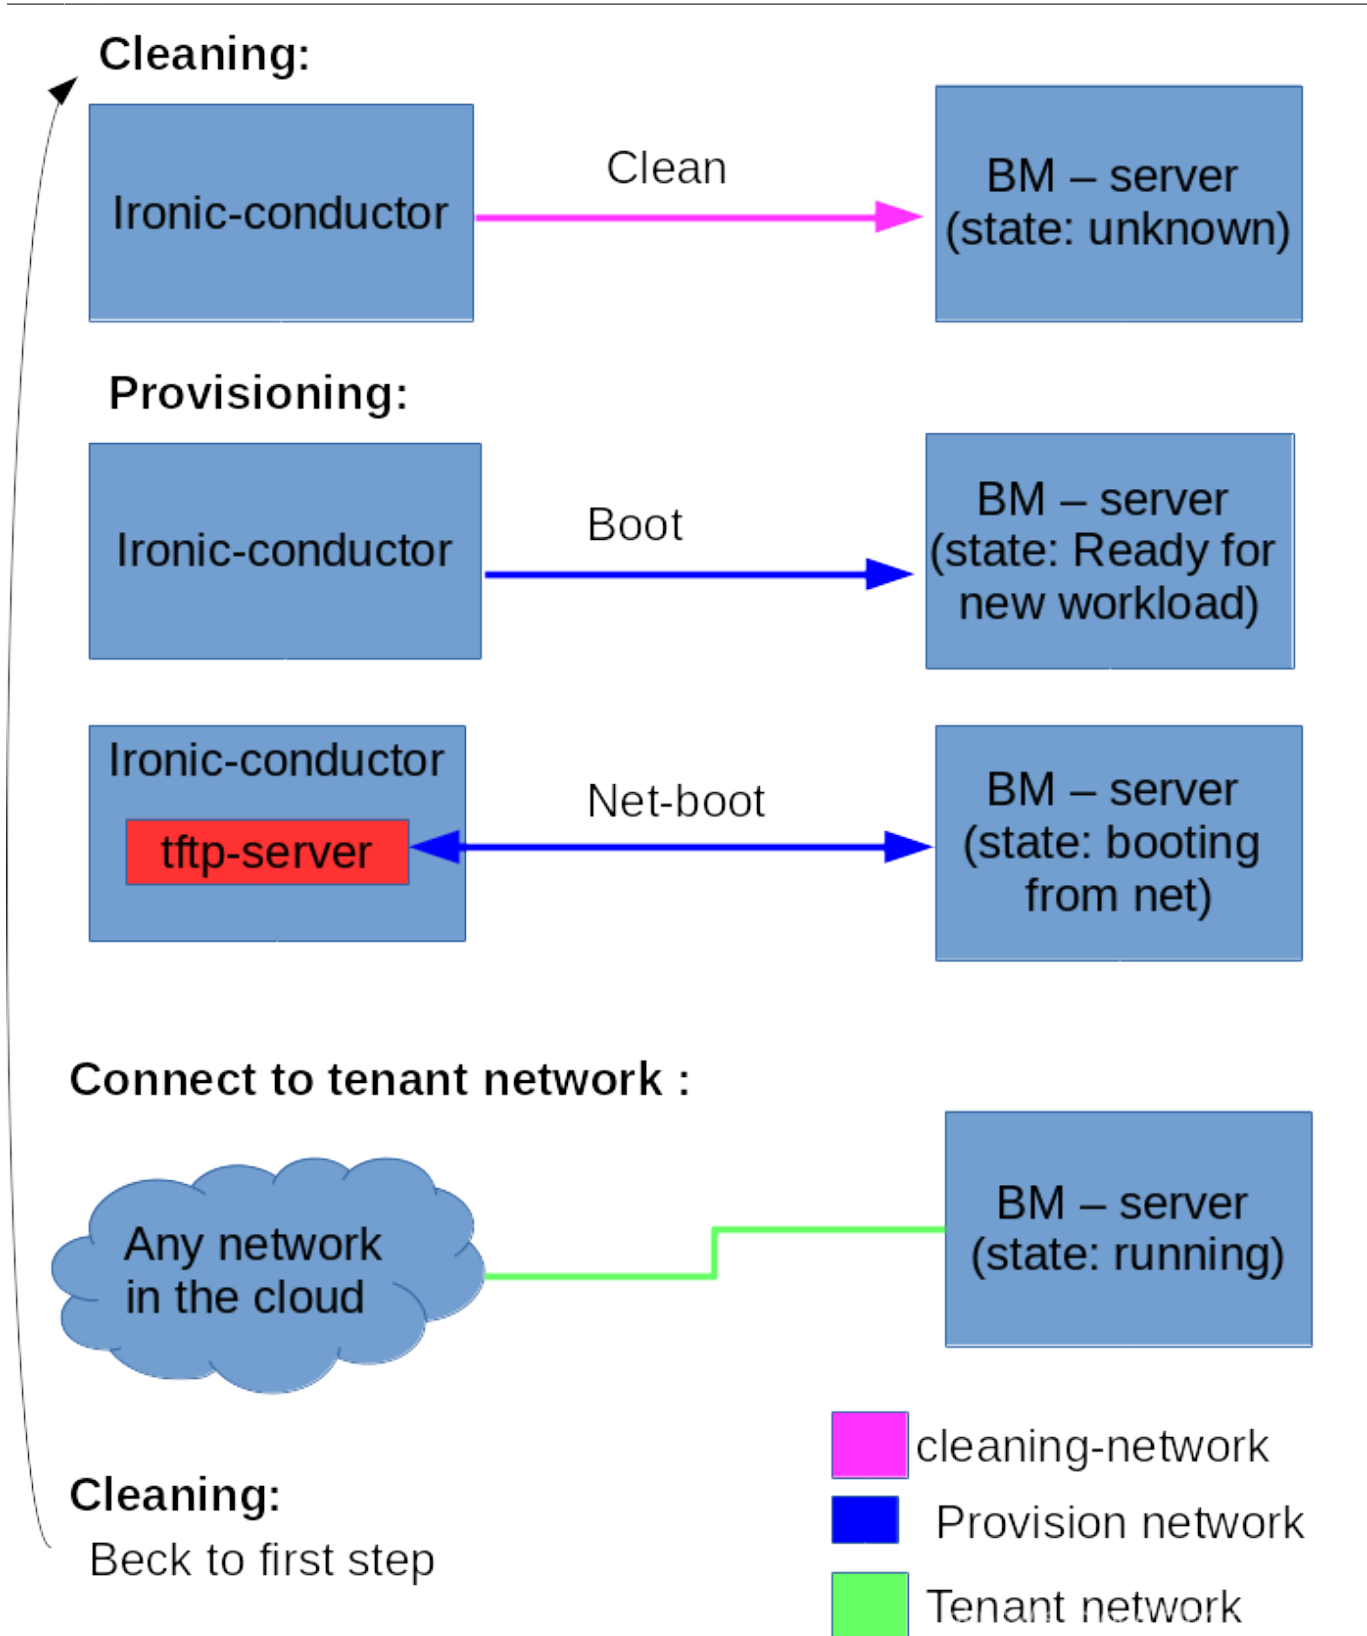 Cleaning:
Ironic-conductor
Clean
BM – server
(state: unknown)
Provisioning:
Ironic-conductor
Boot
BM – server
(state: Ready for
new workload)
Ironic-conductor
tftp-server
Net-boot
BM – server
(state: booting
from net)
Connect to tenant network :
Any network
in the cloud
BM – server
(state: running)
cleaning-network
Provision network
Tenant network
Cleaning:
Beck to first step